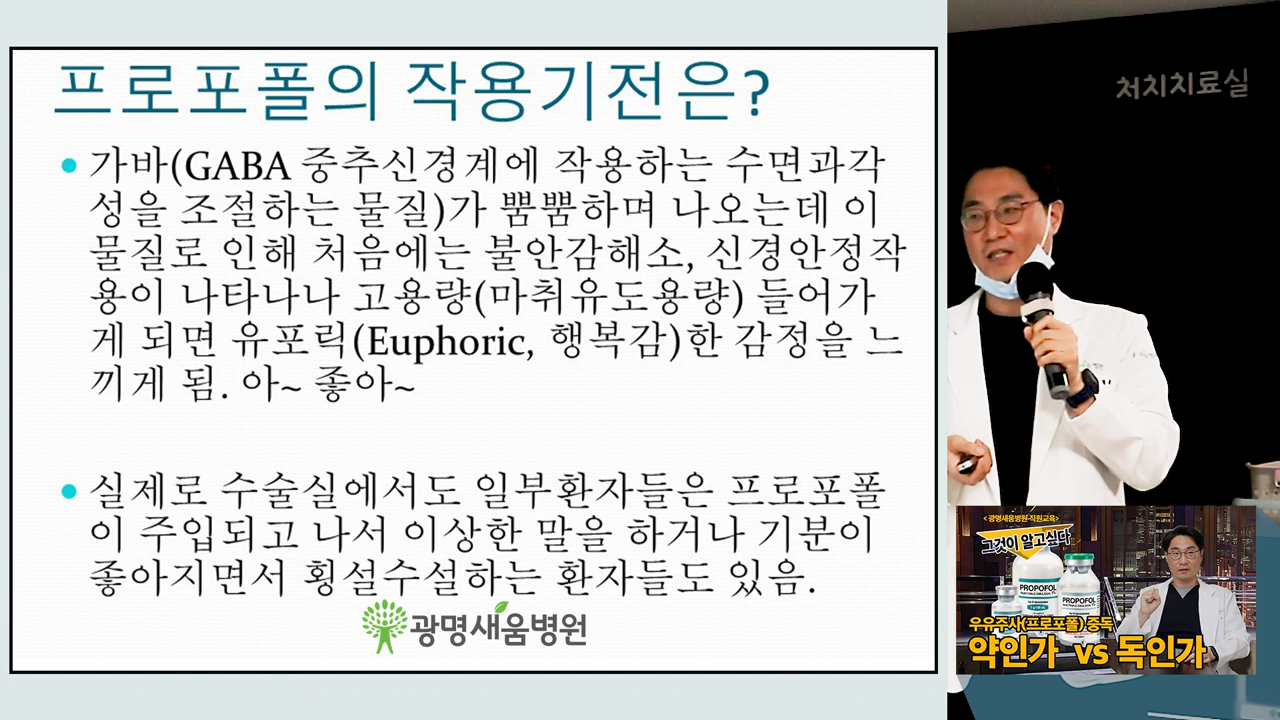 프로포폴의 작용기전은?
• 가바(GABA 중추신경계에 작용하는 수면과각
성을 조절하는 물질)가 뿜뿜하며 나오는데 이
물질로 인해 처음에는 불안감해소, 신경안정작
용이 나타나나 고용량(마취유도용량) 들어가
게 되면 유포릭(Euphoric, 행복감)한 감정을 느
끼게 됨. 아~ 좋아~
• 실제로 수술실에서도 일부환자들은 프로포폴
이 주입되고 나서 이상한 말을 하거나 기분이
좋아지면서 횡설수설하는 환자들도 있음.
광명새움병원
처치치료실
<광명새움병원 직원교육>
그것이 알고싶다
PROPOFOL
PROPOFOL
우유주사(프로포폴) 중독
약인가 vs 독인가